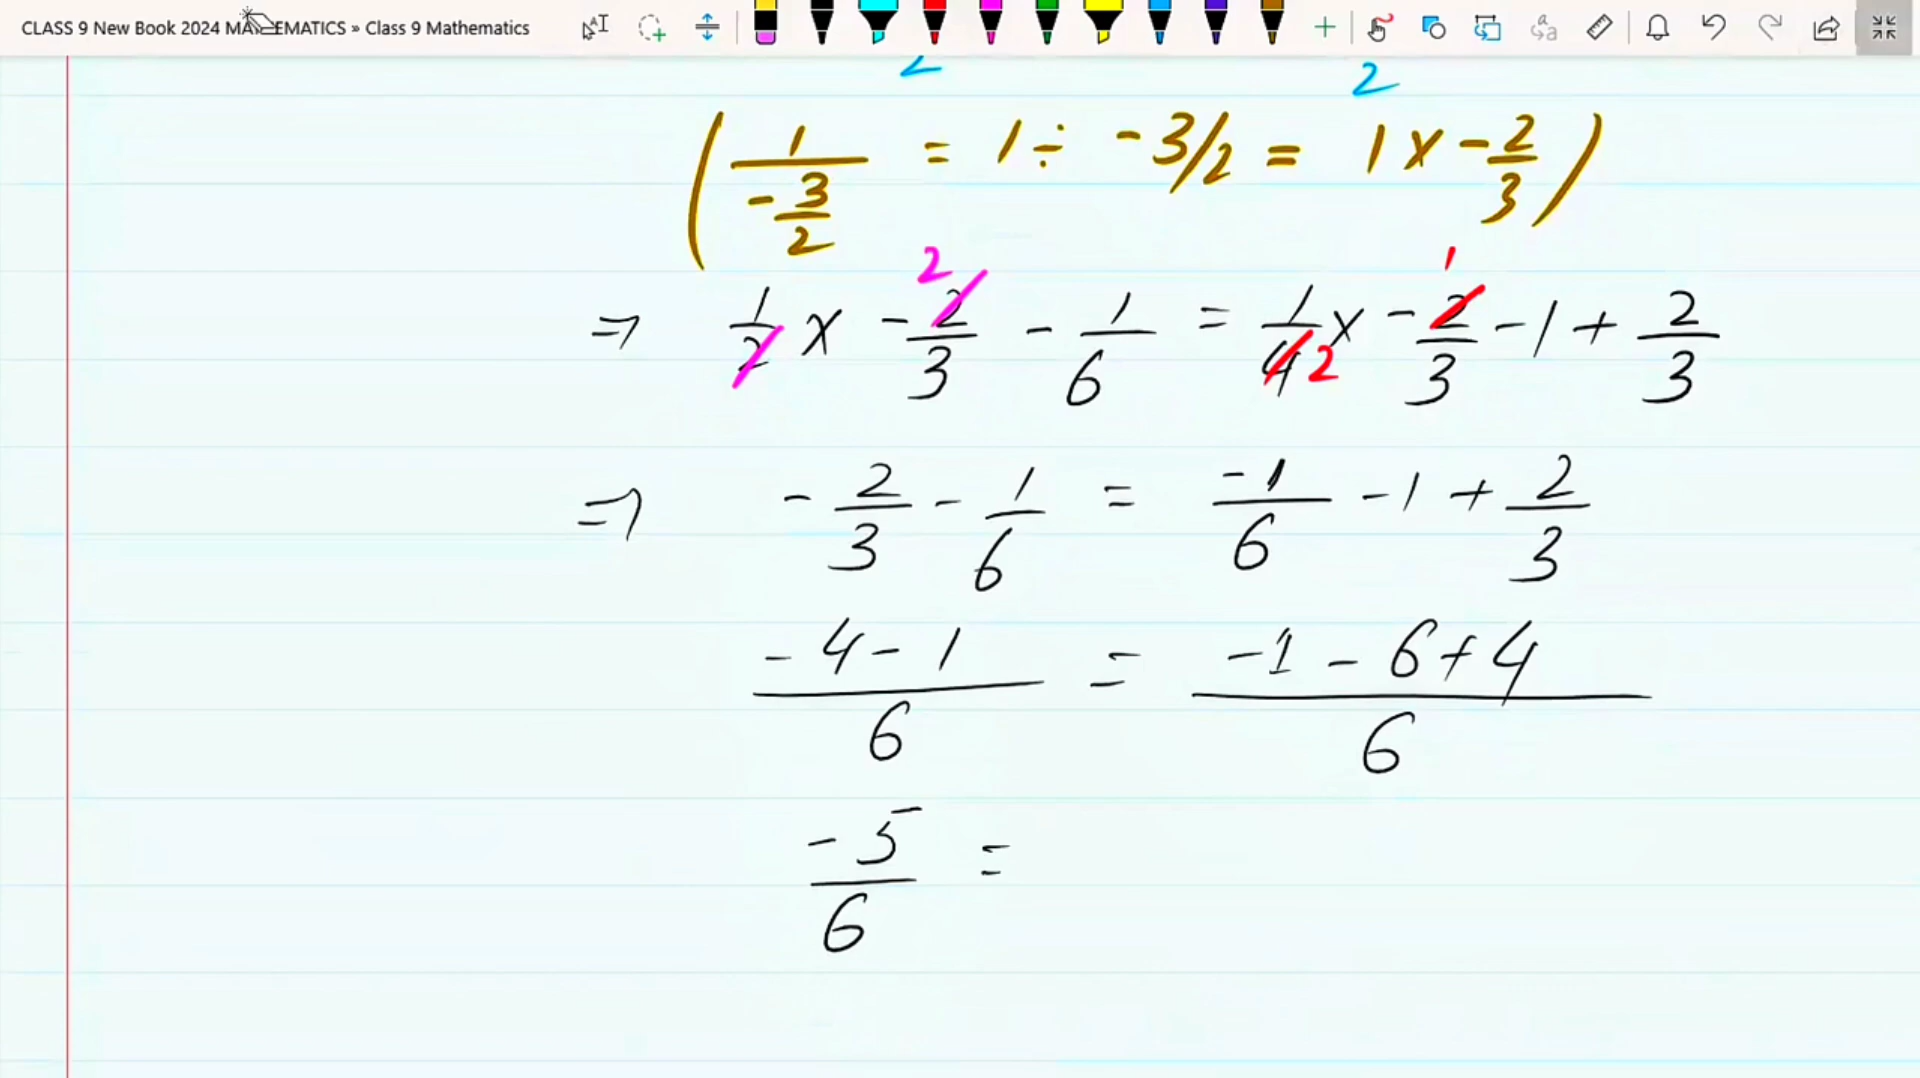 CLASS 9 New Book 2024 MATHEMATICS » Class 9 Mathematics
2 2
( 1/(-3/2) = 1 ÷ -3/2 = 1 x -2/3 )
2 1
=> 1/2 x -2/3 - 1/6 = 1/4 x -2/3 - 1 + 2/3
2
=> -2/3 - 1/6 = -1/6 - 1 + 2/3
(-4-1)/6 = (-1-6+4)/6
-5/6 =